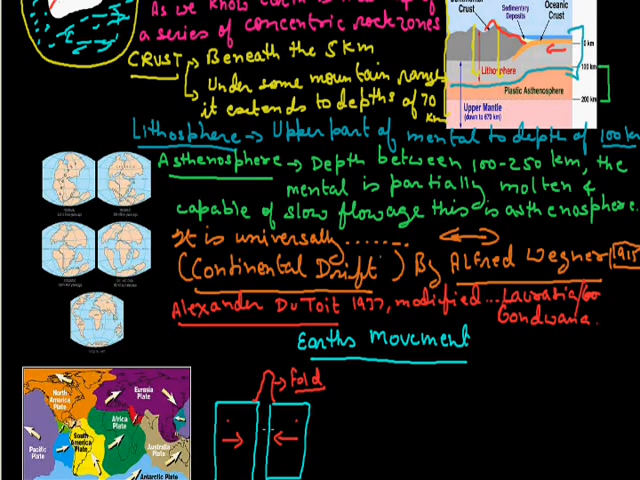 As we know
a series of concentric rock zones
CRUST → Beneath the 5 km
Under some mountain ranges
it extends to depths of 70
km
Crust
Sedimentary
Deposits
Oceanic
Crust
Lithosphere
0 km
100 km
Plastic Asthenosphere
200 km
Upper Mantle
(down to 670 km)
Lithosphere → Upper part of mental to depth of 100 km
Asthenosphere → Depth between 100-250 km, the
mental is partially molten &
capable of slow flowage this is asthenosphere.
It is universally ........
(Continental Drift) By Alfred Wegner 1915
Alexander Du Toit 1937, modified ... Laurasia/
Gondwana.
Earths Movement
North
America
Plate
Eurasia
Plate
Africa
Plate
Pacific
Plate
South
America
Plate
Australia
Plate
Antarctic Plate
→ fold